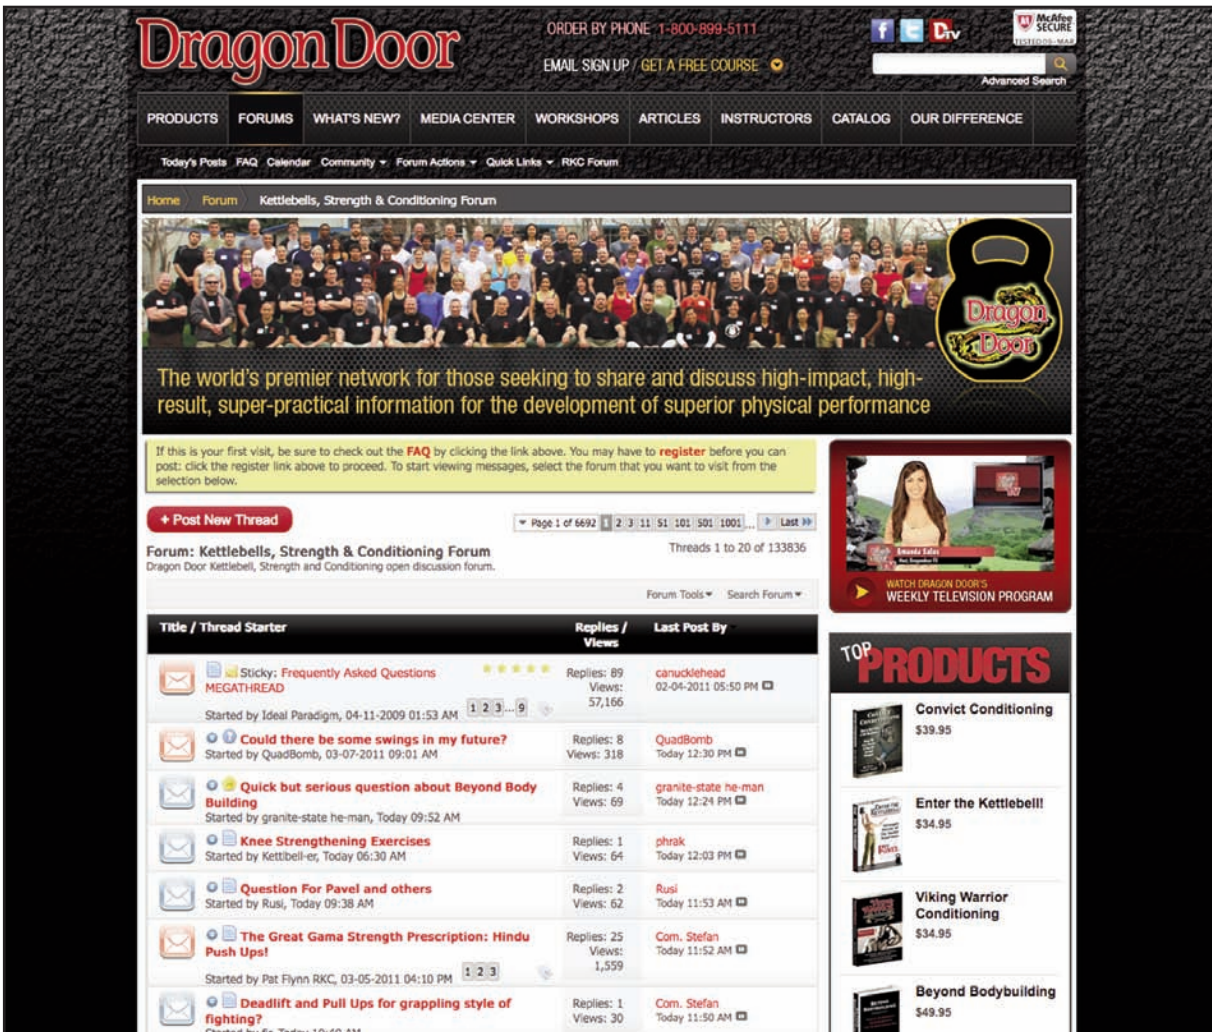 Dragon Door
ORDER BY PHONE 1-800-899-5111
EMAIL SIGN UP / GET A FREE COURSE
f t DTV
McAfee SECURE
TESTED 08-MAR
Advanced Search
PRODUCTS FORUMS WHAT'S NEW? MEDIA CENTER WORKSHOPS ARTICLES INSTRUCTORS CATALOG OUR DIFFERENCE
Today's Posts FAQ Calendar Community Forum Actions Quick Links RKC Forum
Home Forum Kettlebells, Strength & Conditioning Forum
Dragon
Door
The world's premier network for those seeking to share and discuss high-impact, high-
result, super-practical information for the development of superior physical performance
If this is your first visit, be sure to check out the FAQ by clicking the link above. You may have to register before you can
post: click the register link above to proceed. To start viewing messages, select the forum that you want to visit from the
selection below.
+ Post New Thread
Page 1 of 6692 1 2 3 11 51 101 501 1001 ... Last
Forum: Kettlebells, Strength & Conditioning Forum
Threads 1 to 20 of 133836
Dragon Door Kettlebell, Strength and Conditioning open discussion forum.
Forum Tools Search Forum
Title / Thread Starter Replies / Views Last Post By
Sticky: Frequently Asked Questions
MEGATHREAD
Started by Ideal Paradigm, 04-11-2009 01:53 AM 1 2 3 ... 9
Replies: 89
Views:
57,166
canucklehead
02-04-2011 05:50 PM
Could there be some swings in my future?
Started by QuadBomb, 03-07-2011 09:01 AM
Replies: 8
Views: 318
QuadBomb
Today 12:30 PM
Quick but serious question about Beyond Body
Building
Started by granite-state he-man, Today 09:52 AM
Replies: 4
Views: 69
granite-state he-man
Today 12:24 PM
Knee Strengthening Exercises
Started by Kettibell-er, Today 06:30 AM
Replies: 1
Views: 64
phrak
Today 12:03 PM
Question For Pavel and others
Started by Rusi, Today 09:38 AM
Replies: 2
Views: 62
Rusi
Today 11:53 AM
The Great Gama Strength Prescription: Hindu
Push Ups!
Started by Pat Flynn RKC, 03-05-2011 04:10 PM 1 2 3
Replies: 25
Views:
1,559
Com. Stefan
Today 11:52 AM
Deadlift and Pull Ups for grappling style of
fighting?
Replies: 1
Views: 30
Com. Stefan
Today 11:50 AM
Amanda Salas
WATCH DRAGON DOOR'S
WEEKLY TELEVISION PROGRAM
TOP PRODUCTS
Convict Conditioning
$39.95
Enter the Kettlebell!
$34.95
Viking Warrior
Conditioning
$34.95
Beyond Bodybuilding
$49.95